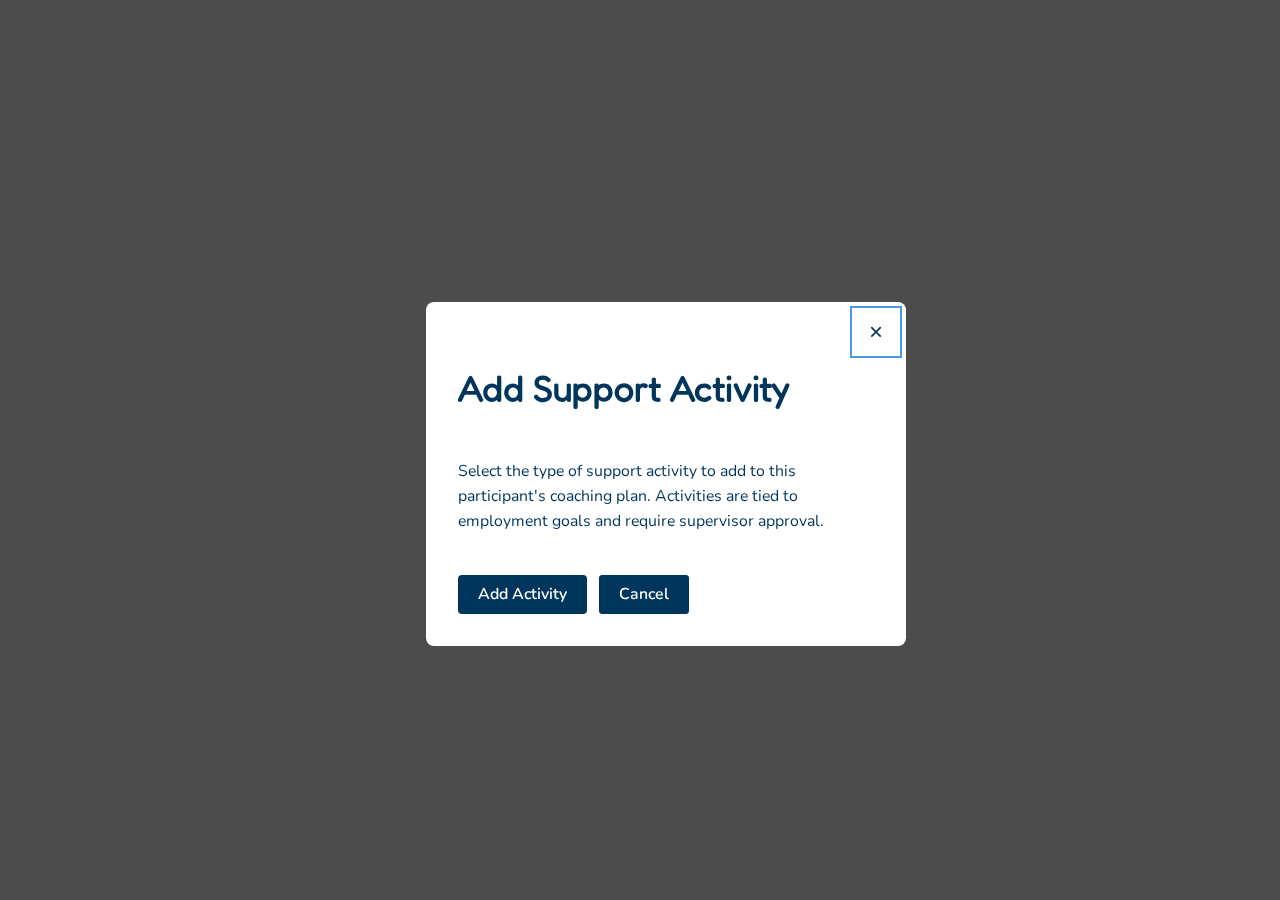 ×
Add Support Activity
Select the type of support activity to add to this
participant's coaching plan. Activities are tied to
employment goals and require supervisor approval.
Add Activity Cancel